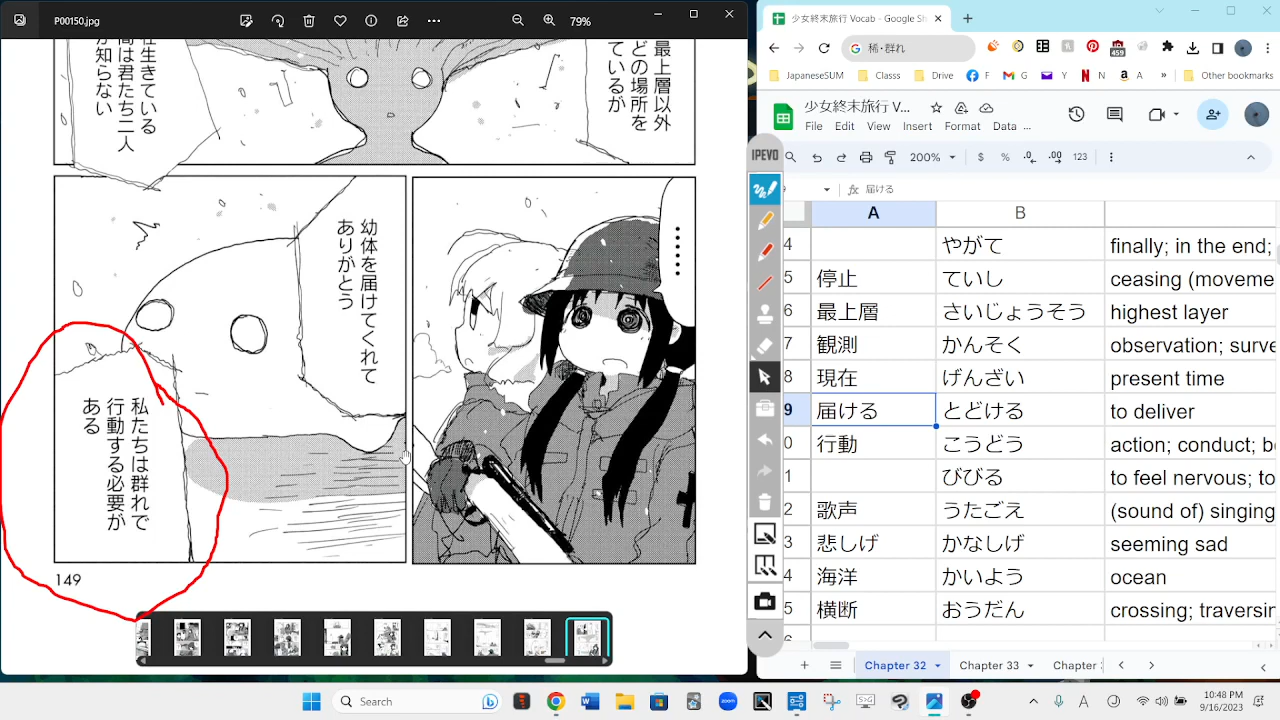 P00150.jpg
79%
最上層以外
どの場所を
ているが
生きている
間は君たち二人
知らない
……
幼体を届けてくれて
ありがとう
私たちは群れで
行動する必要が
ある
149
少女終末旅行 Vocab - Google Sh
稀・群れ
459
JapaneseSUM
Class
Drive
F
G
Y
N
a A
»
Other bookmarks
少女終末旅行 V...
File Edit View Insert Format Data ...
IPEVO
200% $ % .0 .00 123
fx 届ける
A B
4 やがて finally; in the end;
5 停止 ていし ceasing (moveme
6 最上層 さいじょうそう highest layer
7 観測 かんそく observation; surve
8 現在 げんざい present time
9 届ける とどける to deliver
0 行動 こうどう action; conduct; b
1 びびる to feel nervous; to
2 歌声 うたごえ (sound of) singing
3 悲しげ かなしげ seeming sad
4 海洋 かいよう ocean
5 横断 おうだん crossing; traversin
Chapter 32 Chapter 33 Chapter
Search
zoom
A
10:48 PM
8/16/2023